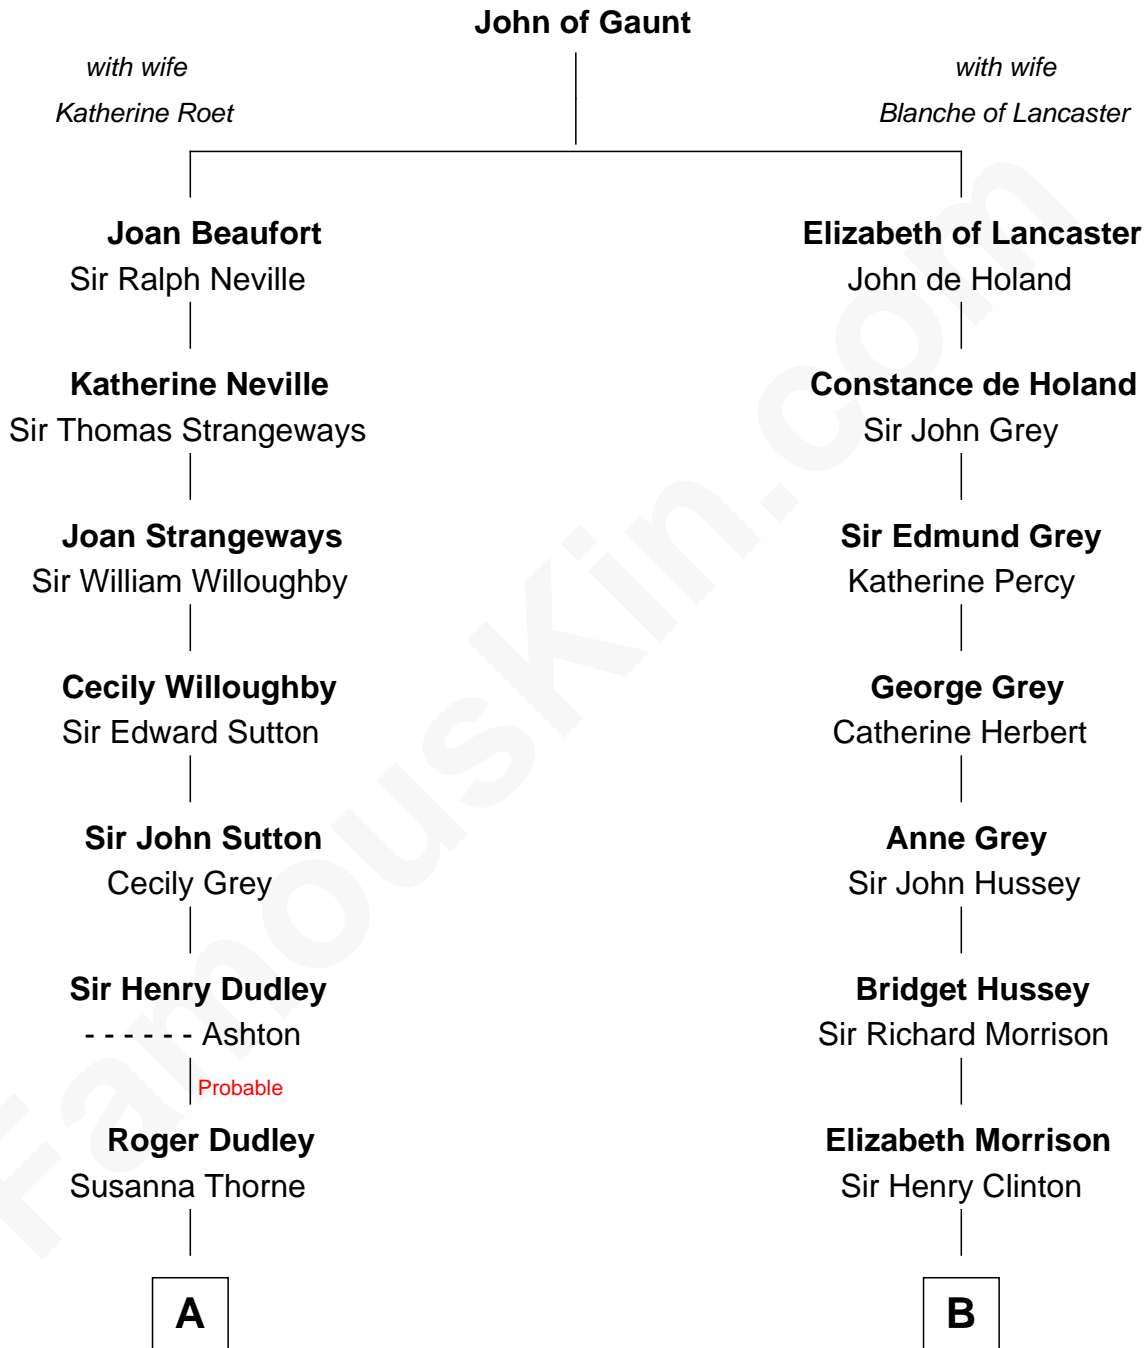 John of Gaunt
with wife
Katherine Roet
with wife
Blanche of Lancaster
Joan Beaufort
Sir Ralph Neville
Elizabeth of Lancaster
John de Holand
Katherine Neville
Sir Thomas Strangeways
Constance de Holand
Sir John Grey
Joan Strangeways
Sir William Willoughby
Sir Edmund Grey
Katherine Percy
Cecily Willoughby
Sir Edward Sutton
George Grey
Catherine Herbert
Sir John Sutton
Cecily Grey
Anne Grey
Sir John Hussey
Sir Henry Dudley
- - - - - - Ashton
Bridget Hussey
Sir Richard Morrison
Probable
Roger Dudley
Susanna Thorne
Elizabeth Morrison
Sir Henry Clinton
A
B
FamousKin.com